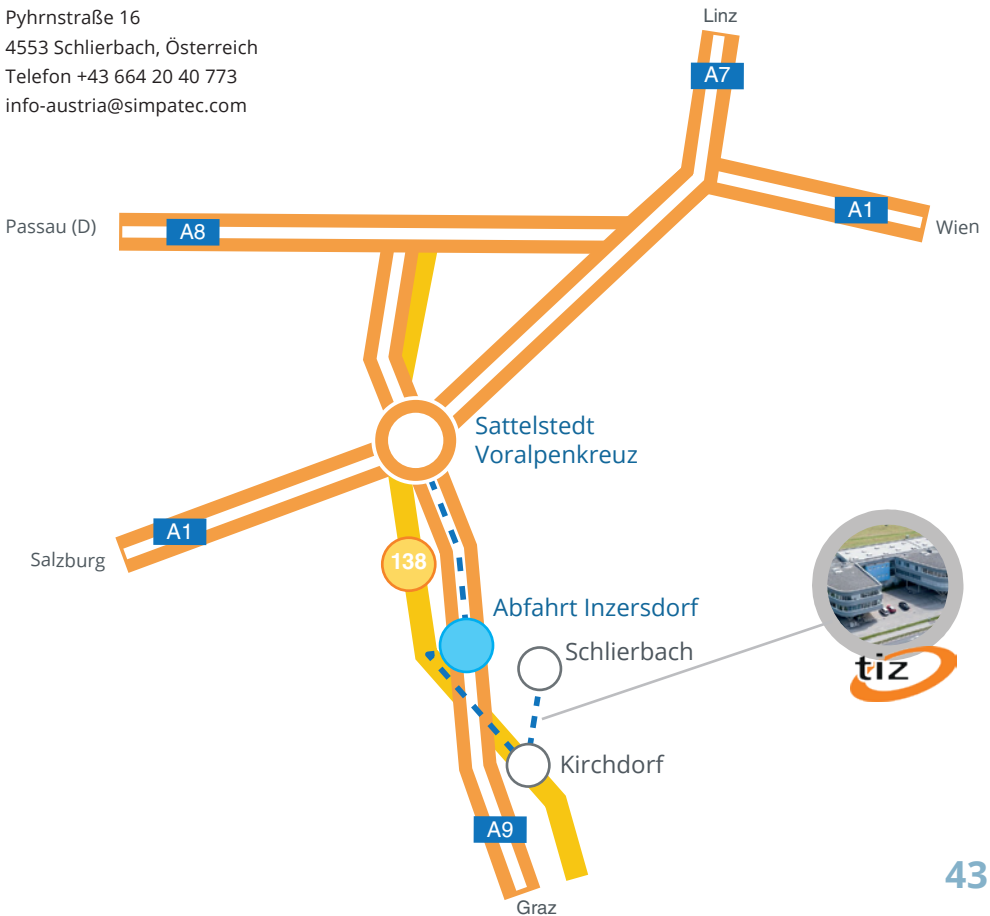 Pyhrnstraße 16
4553 Schlierbach, Österreich
Telefon +43 664 20 40 773
info-austria@simpatec.com
Linz
A7
A1
Wien
Passau (D)
A8
Sattelstedt
Voralpenkreuz
A1
Salzburg
138
Abfahrt Inzersdorf
Schlierbach
tiz
Kirchdorf
A9
Graz
43